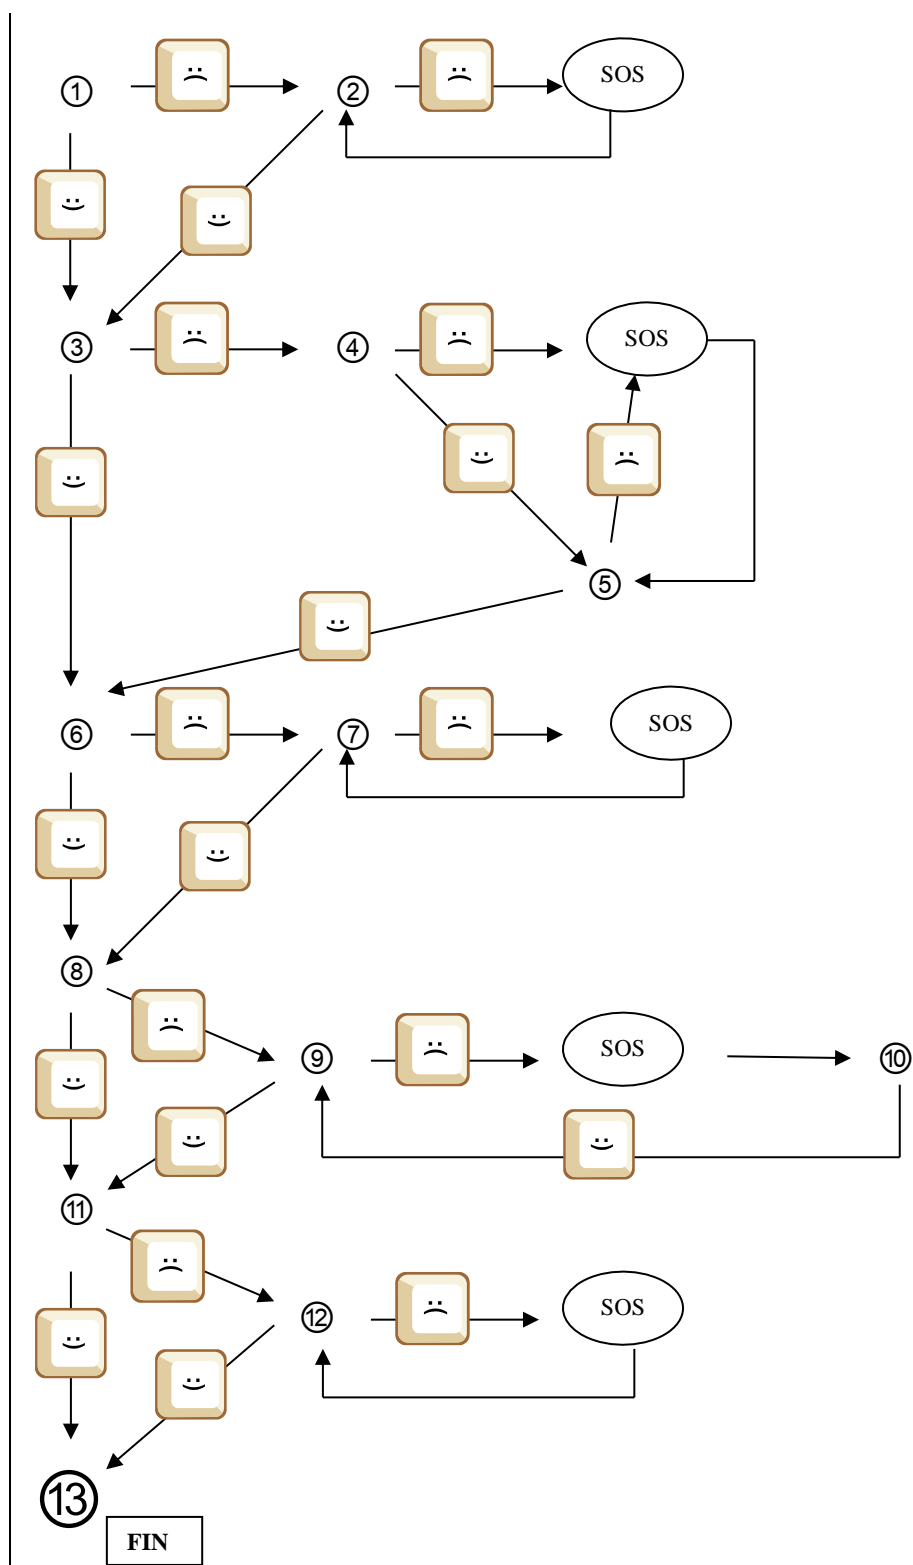 ① :( ② :( SOS
:) :)
③ :( ④ :( SOS
:) :) :(
⑤
:)
⑥ :( ⑦ :( SOS
:) :)
⑧
:(
⑨ :( SOS ⑩
:) :) :)
⑪
:(
⑫ :( SOS
:) :)
⑬
FIN